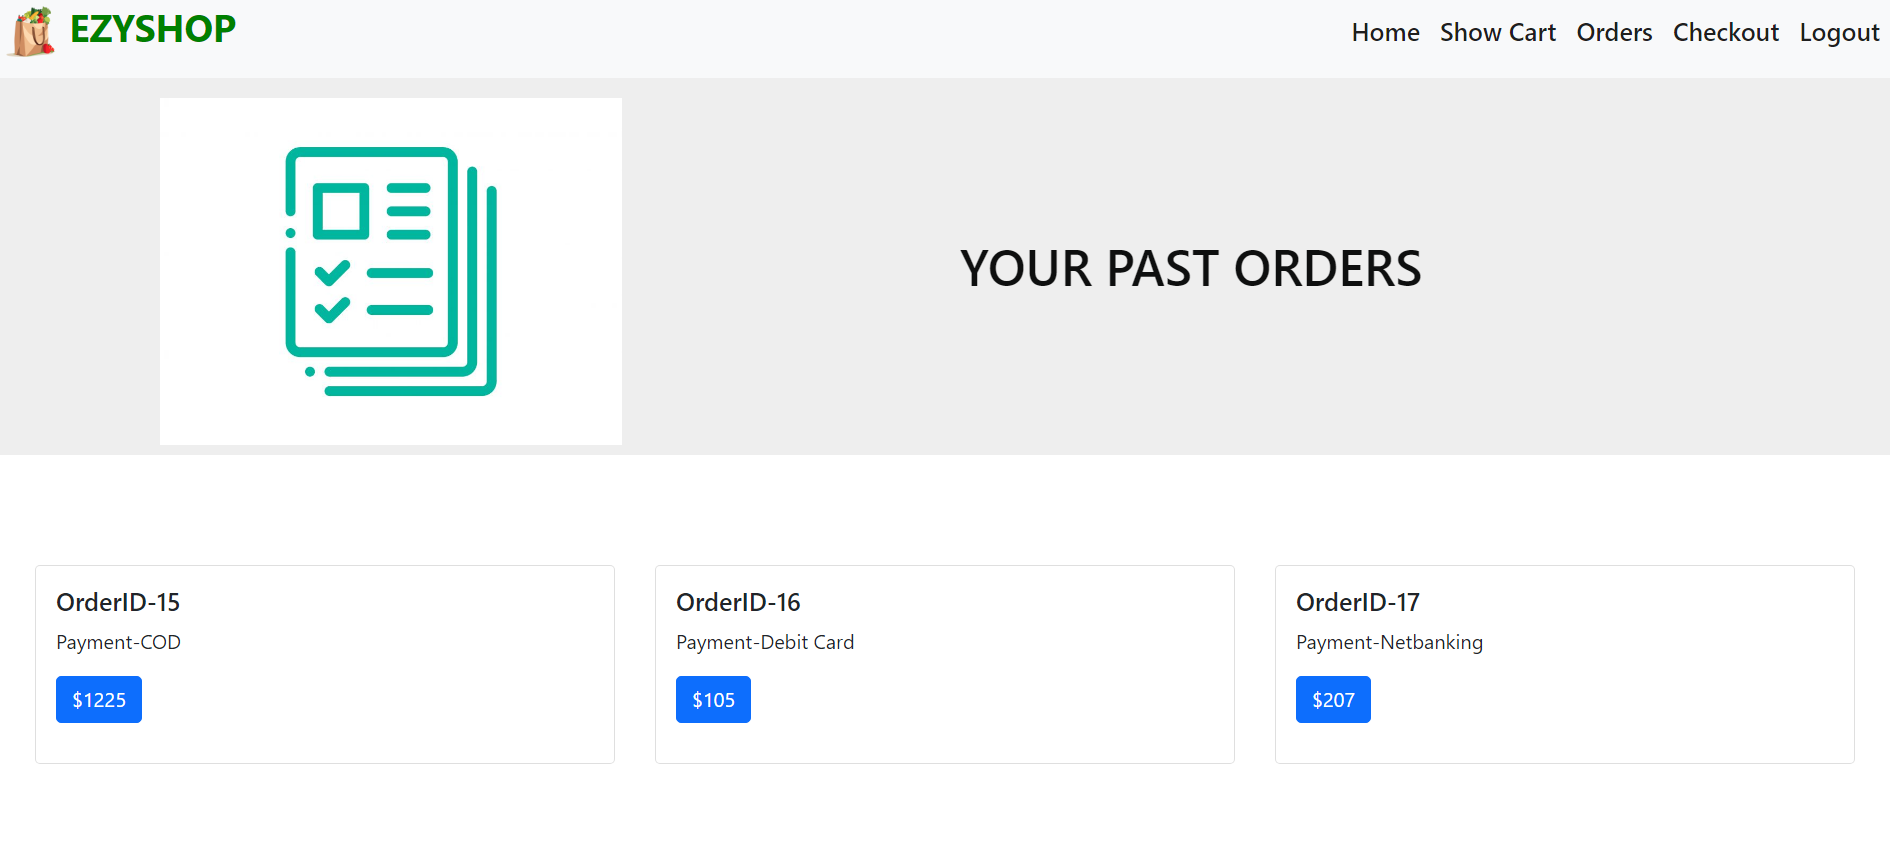 EZYSHOP
Home Show Cart Orders Checkout Logout
YOUR PAST ORDERS
OrderID-15
Payment-COD
$1225
OrderID-16
Payment-Debit Card
$105
OrderID-17
Payment-Netbanking
$207